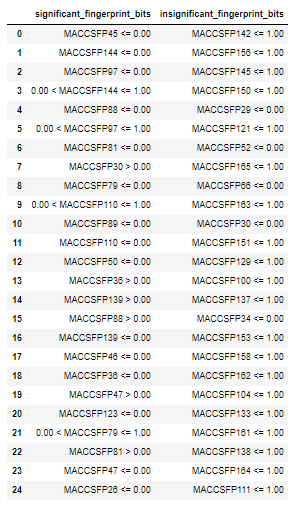 significant_fingerprint_bits insignificant_fingerprint_bits
0 MACCSFP45 <= 0.00 MACCSFP142 <= 1.00
1 MACCSFP144 <= 0.00 MACCSFP156 <= 1.00
2 MACCSFP97 <= 0.00 MACCSFP145 <= 1.00
3 0.00 < MACCSFP144 <= 1.00 MACCSFP150 <= 1.00
4 MACCSFP88 <= 0.00 MACCSFP29 <= 0.00
5 0.00 < MACCSFP97 <= 1.00 MACCSFP121 <= 1.00
6 MACCSFP81 <= 0.00 MACCSFP52 <= 0.00
7 MACCSFP30 > 0.00 MACCSFP165 <= 1.00
8 MACCSFP79 <= 0.00 MACCSFP66 <= 0.00
9 0.00 < MACCSFP110 <= 1.00 MACCSFP163 <= 1.00
10 MACCSFP89 <= 0.00 MACCSFP30 <= 0.00
11 MACCSFP110 <= 0.00 MACCSFP151 <= 1.00
12 MACCSFP50 <= 0.00 MACCSFP129 <= 1.00
13 MACCSFP36 > 0.00 MACCSFP100 <= 1.00
14 MACCSFP139 > 0.00 MACCSFP137 <= 1.00
15 MACCSFP88 > 0.00 MACCSFP34 <= 0.00
16 MACCSFP139 <= 0.00 MACCSFP153 <= 1.00
17 MACCSFP46 <= 0.00 MACCSFP158 <= 1.00
18 MACCSFP36 <= 0.00 MACCSFP162 <= 1.00
19 MACCSFP47 > 0.00 MACCSFP104 <= 1.00
20 MACCSFP123 <= 0.00 MACCSFP133 <= 1.00
21 0.00 < MACCSFP79 <= 1.00 MACCSFP161 <= 1.00
22 MACCSFP81 > 0.00 MACCSFP138 <= 1.00
23 MACCSFP47 <= 0.00 MACCSFP164 <= 1.00
24 MACCSFP26 <= 0.00 MACCSFP111 <= 1.00